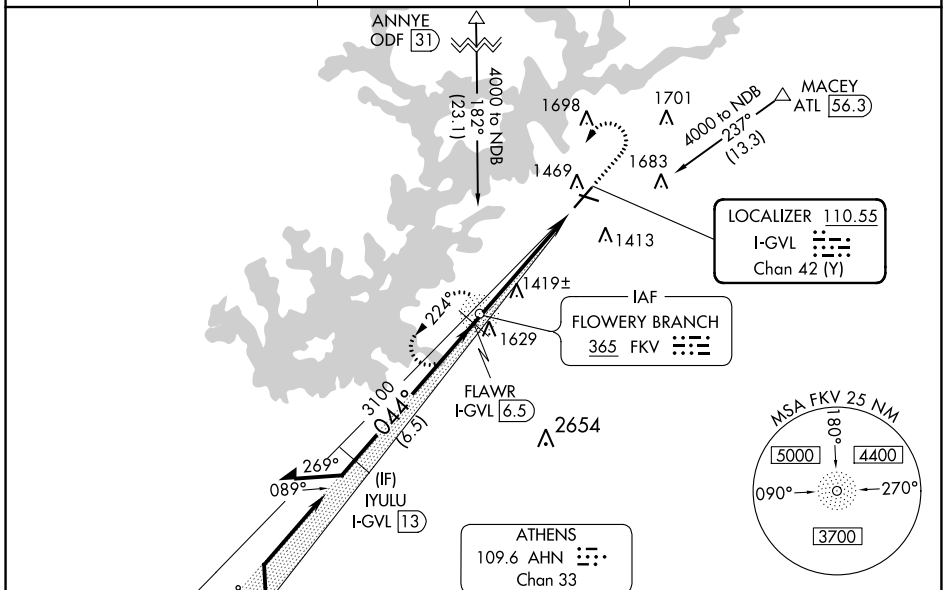 ANNYE
ODF 31
4000 to NDB
182°
(23.1)
1698
1701
MACEY
ATL 56.3
4000 to NDB
237°
(13.3)
1469
1683
LOCALIZER 110.55
I-GVL
Chan 42 (Y)
1413
1419±
224°
IAF
FLOWERY BRANCH
365 FKV
1629
FLAWR
I-GVL 6.5
3100
044°
(6.5)
2654
MSA FKV 25 NM
180°
5000
4400
090°
270°
3700
269°
089°
(IF)
IYULU
I-GVL 13
ATHENS
109.6 AHN
Chan 33